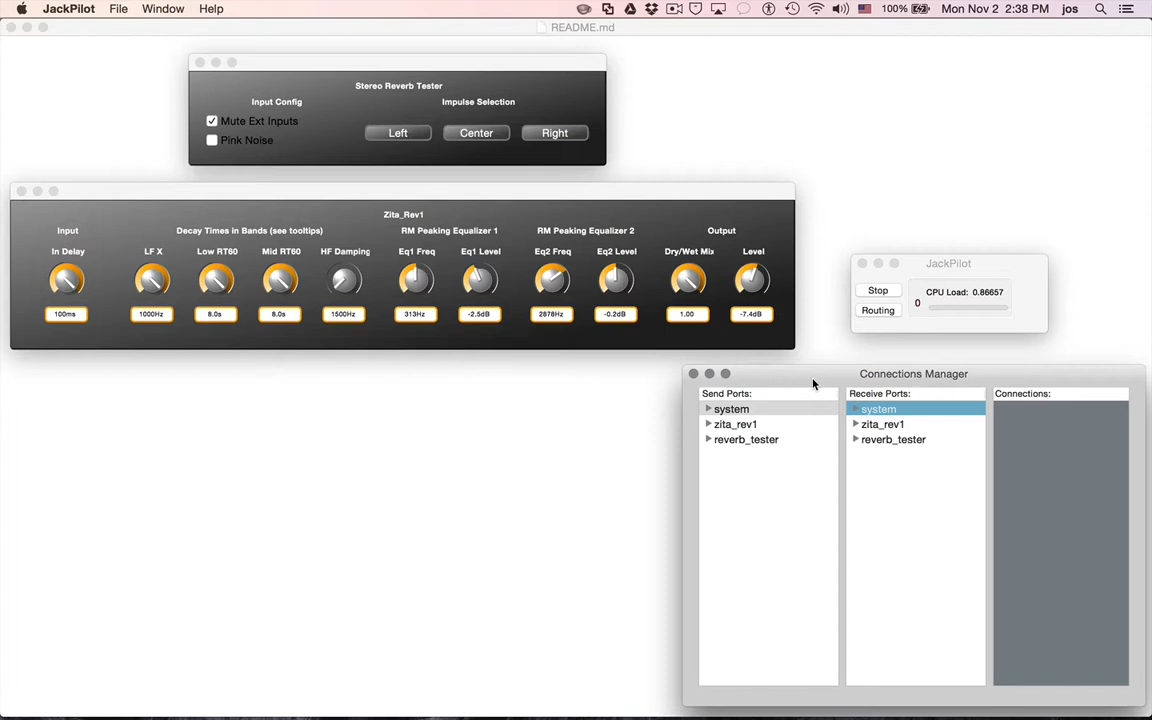 JackPilot File Window Help 100% Mon Nov 2 2:38 PM jos
README.md
Stereo Reverb Tester
Input Config Impulse Selection
Mute Ext Inputs
Pink Noise
Left Center Right
Zita_Rev1
Input Decay Times in Bands (see tooltips) RM Peaking Equalizer 1 RM Peaking Equalizer 2 Output
In Delay LF X Low RT60 Mid RT60 HF Damping Eq1 Freq Eq1 Level Eq2 Freq Eq2 Level Dry/Wet Mix Level
100ms 1000Hz 8.0s 8.0s 1500Hz 313Hz -2.5dB 2878Hz -0.2dB 1.00 -7.4dB
JackPilot
Stop
Routing
0
CPU Load: 0.86657
Connections Manager
Send Ports: Receive Ports: Connections:
system system
zita_rev1 zita_rev1
reverb_tester reverb_tester